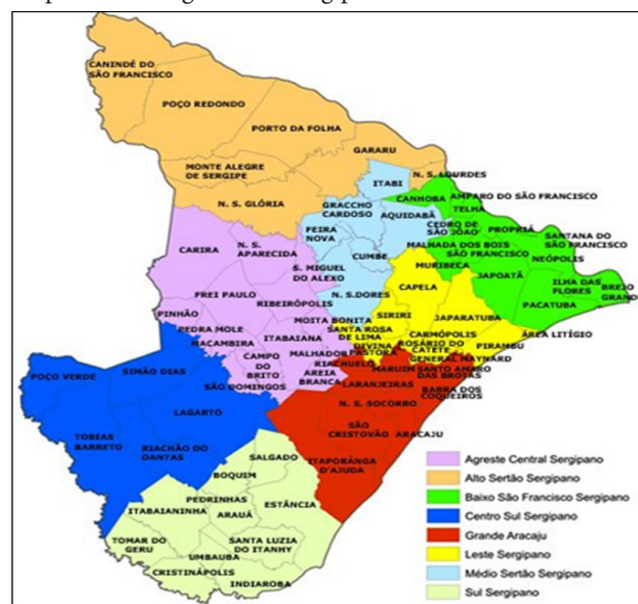 CANINDÉ DO
SÃO FRANCISCO
POÇO REDONDO
PORTO DA FOLHA
GARARU
MONTE ALEGRE
DE SERGIPE
N. S. LOURDES
ITABI
N. S. GLÓRIA
GRACCHO
CARDOSO
CANHOBA
AMPARO DO SÃO FRANCISCO
AQUIDABÃ
TELHA
FEIRA
NOVA
CEDRO DE
SÃO JOÃO
PROPRIÁ
SANTANA DO
SÃO FRANCISCO
CARIRA
N. S.
APARECIDA
MALHADA DOS BOIS
SÃO FRANCISCO
NEÓPOLIS
CUMBE
MURIBECA
S. MIGUEL
DO ALEXO
JAPOATÃ
ILHA DAS
FLORES
BREJO
GRANDE
CAPELA
FREI PAULO
RIBEIRÓPOLIS
N. S.DORES
PACATUBA
PINHÃO
MOITA BONITA
SIRIRI
JAPARATUBA
PEDRA MOLE
SANTA ROSA
DE LIMA
CARMÓPOLIS
ÁREA LITÍGIO
MACAMBIRA
ITABAIANA
DIVINA
PASTORA
ROSÁRIO DO
CATETE
PIRAMBU
MALHADOR
GENERAL MAYNARD
POÇO VERDE
SIMÃO DIAS
CAMPO
DO
BRITO
RIACHUELO
MARUIM
SANTO AMARO
DAS BROTAS
AREIA
BRANCA
SÃO DOMINGOS
LARANJEIRAS
BARRA DOS
COQUEIROS
LAGARTO
N. S. SOCORRO
SÃO
CRISTOVÃO
ARACAJU
TOBIAS
BARRETO
RIACHÃO DO
DANTAS
SALGADO
ITAPORÂNGA
D'AJUDA
BOQUIM
PEDRINHAS
ITABAIANINHA
ARAUÁ
ESTÂNCIA
TOMAR DO
GERU
SANTA LUZIA
DO ITANHY
UMBAUBA
CRISTINÁPOLIS
INDIAROBA
Agreste Central Sergipano
Alto Sertão Sergipano
Baixo São Francisco Sergipano
Centro Sul Sergipano
Grande Aracaju
Leste Sergipano
Médio Sertão Sergipano
Sul Sergipano